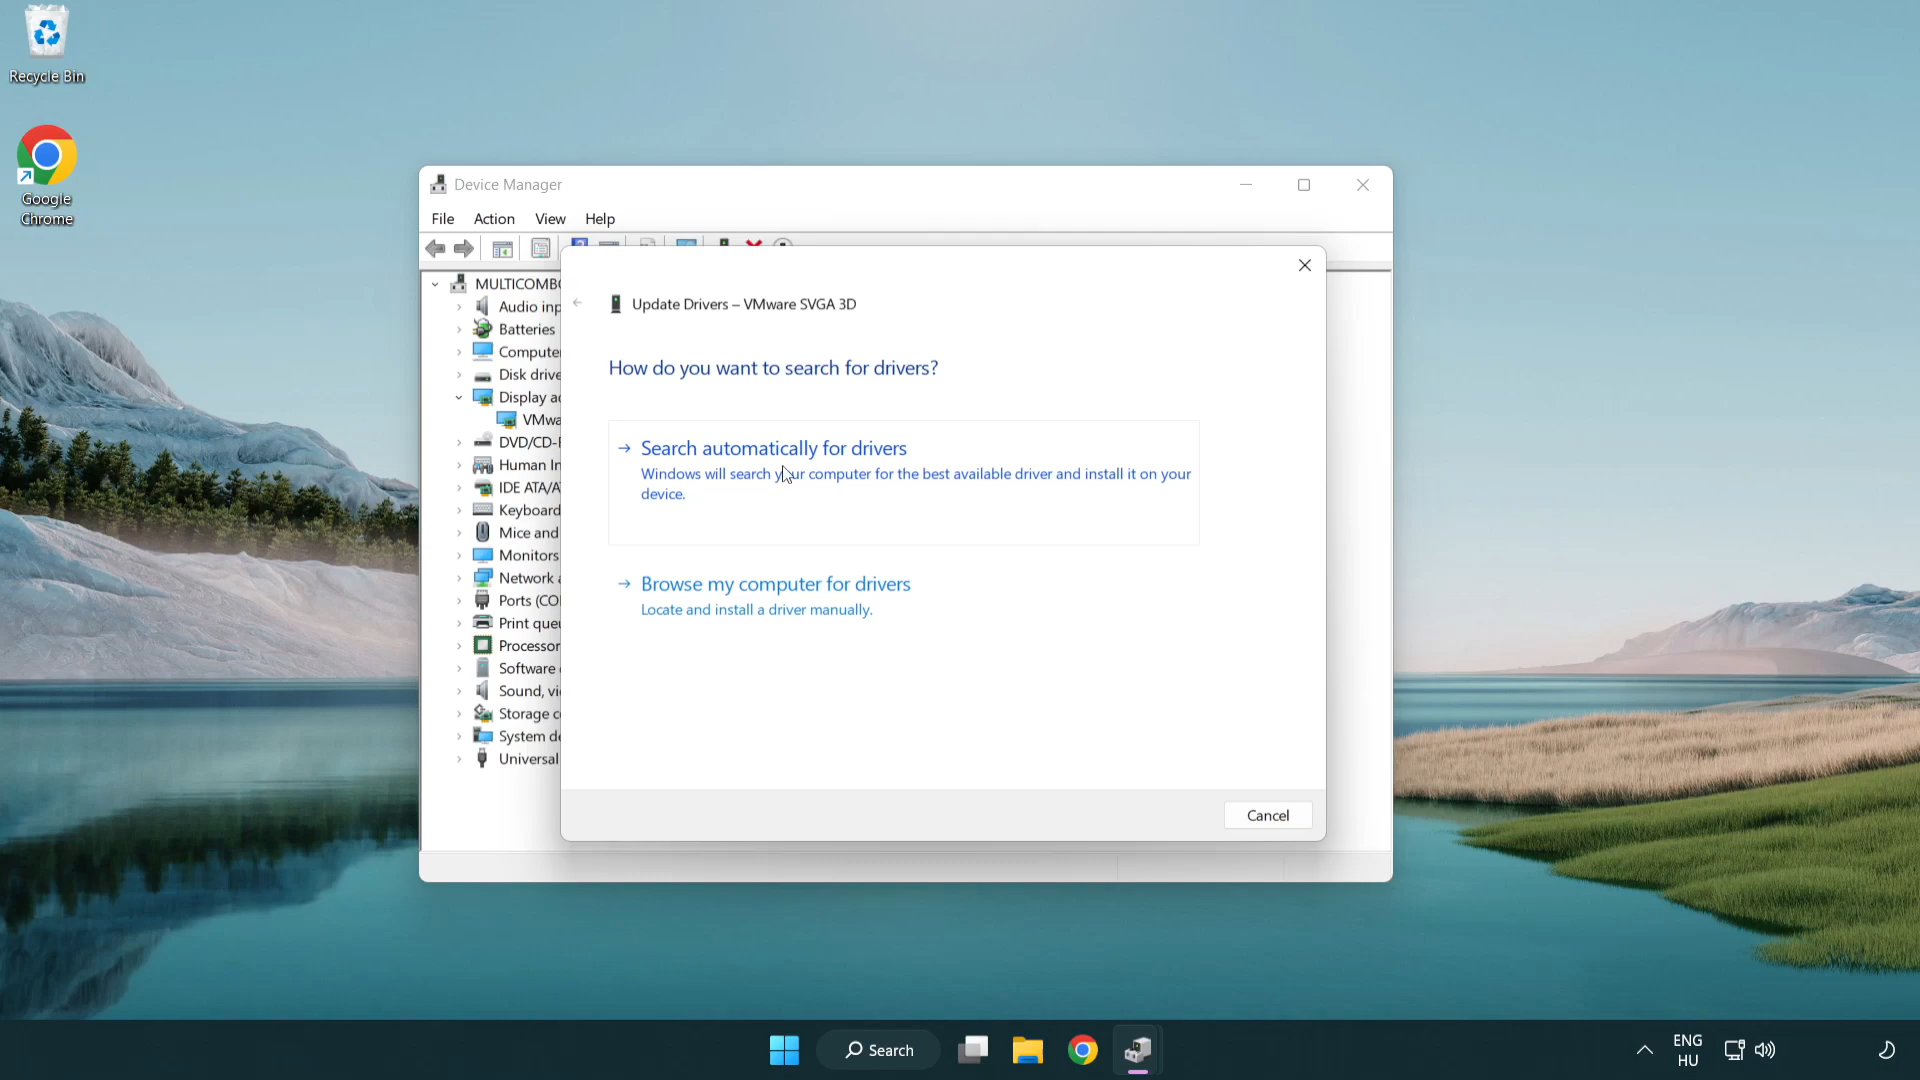 Recycle Bin
Google
Chrome
Device Manager
File Action View Help
MULTICOMBO
Audio inp
Batteries
Compute
Disk drive
Display a
VMwa
DVD/CD-R
Human In
IDE ATA/A
Keyboard
Mice and
Monitors
Network a
Ports (CO
Print que
Processor
Software
Sound, vi
Storage c
System de
Universal
Update Drivers – VMware SVGA 3D
How do you want to search for drivers?
Search automatically for drivers
Windows will search your computer for the best available driver and install it on your
device.
Browse my computer for drivers
Locate and install a driver manually.
Cancel
Search
ENG
HU